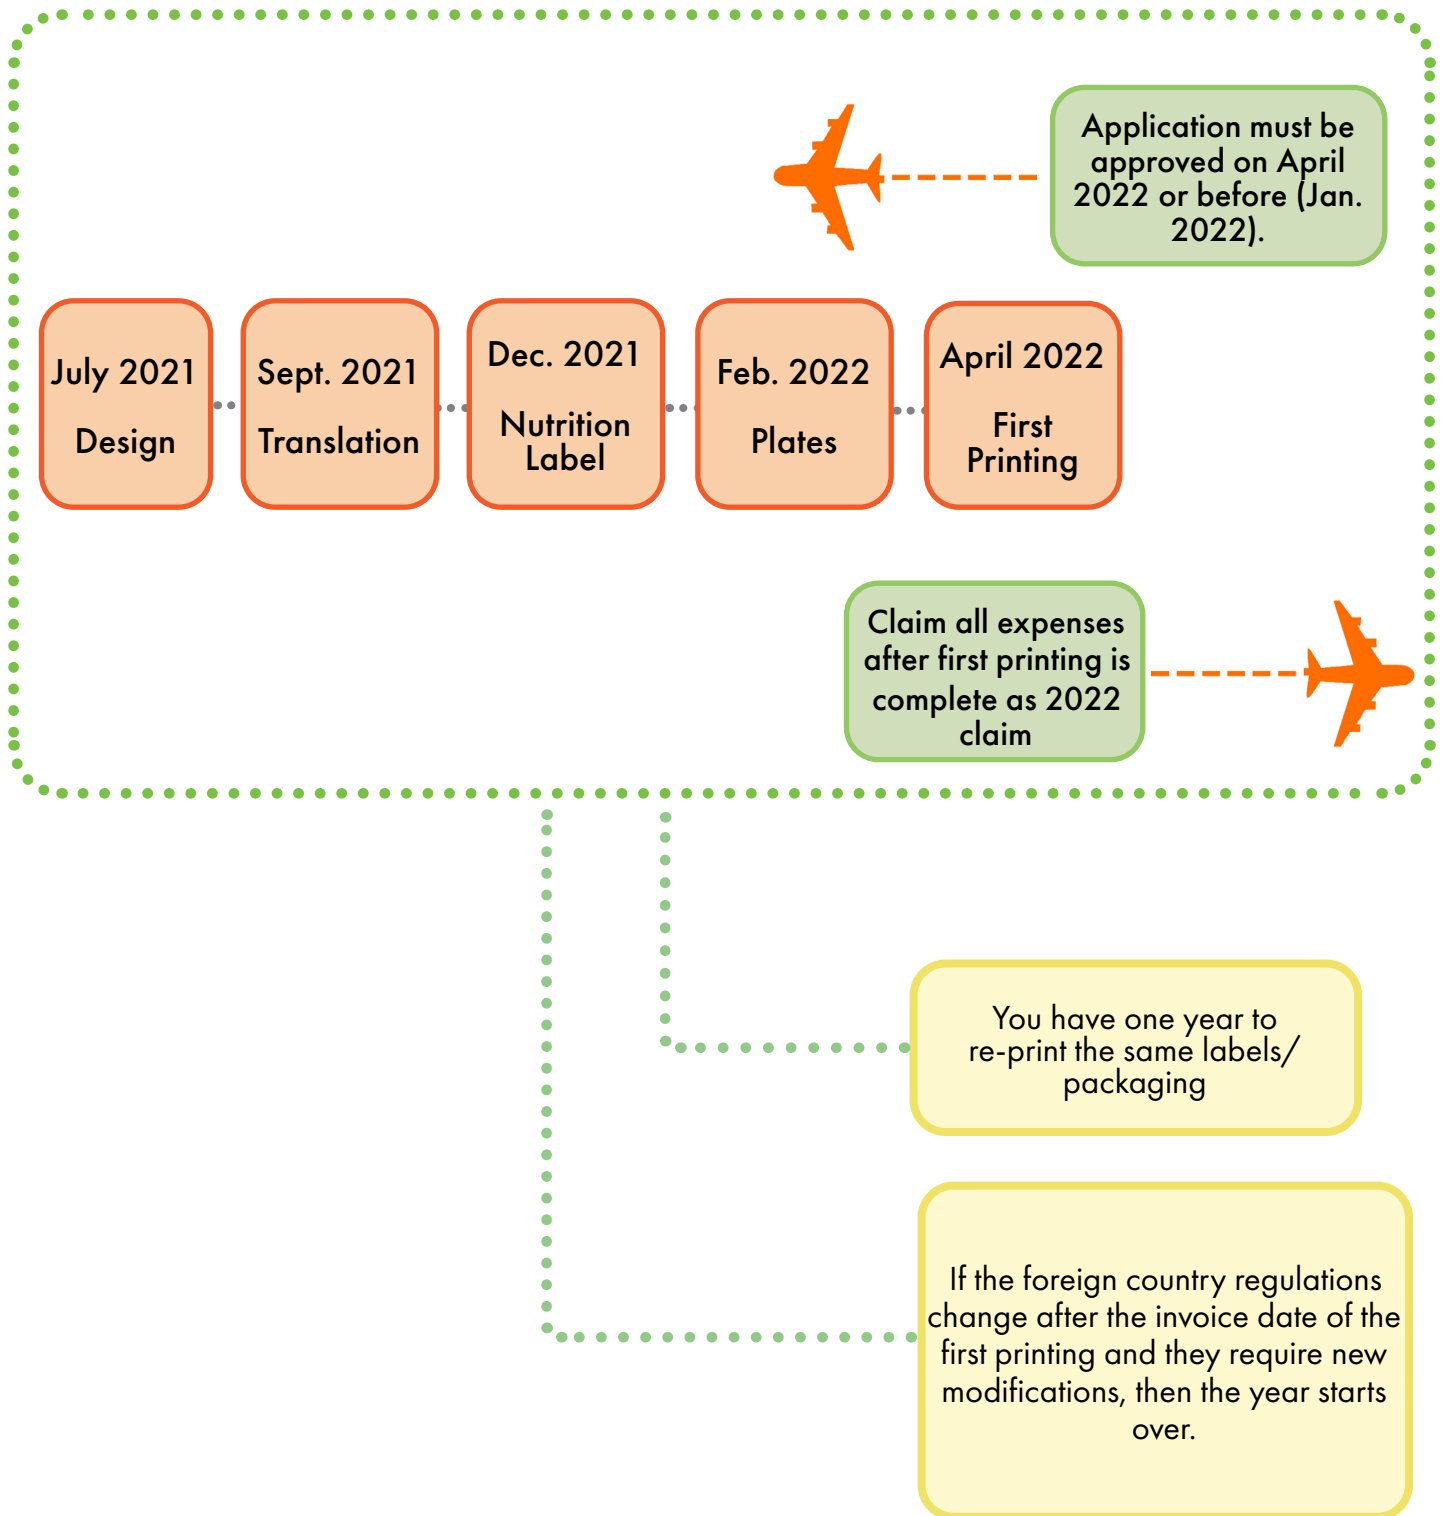 Application must be
approved on April
2022 or before (Jan.
2022).
July 2021
Design
Sept. 2021
Translation
Dec. 2021
Nutrition
Label
Feb. 2022
Plates
April 2022
First
Printing
Claim all expenses
after first printing is
complete as 2022
claim
You have one year to
re-print the same labels/
packaging
If the foreign country regulations
change after the invoice date of the
first printing and they require new
modifications, then the year starts
over.